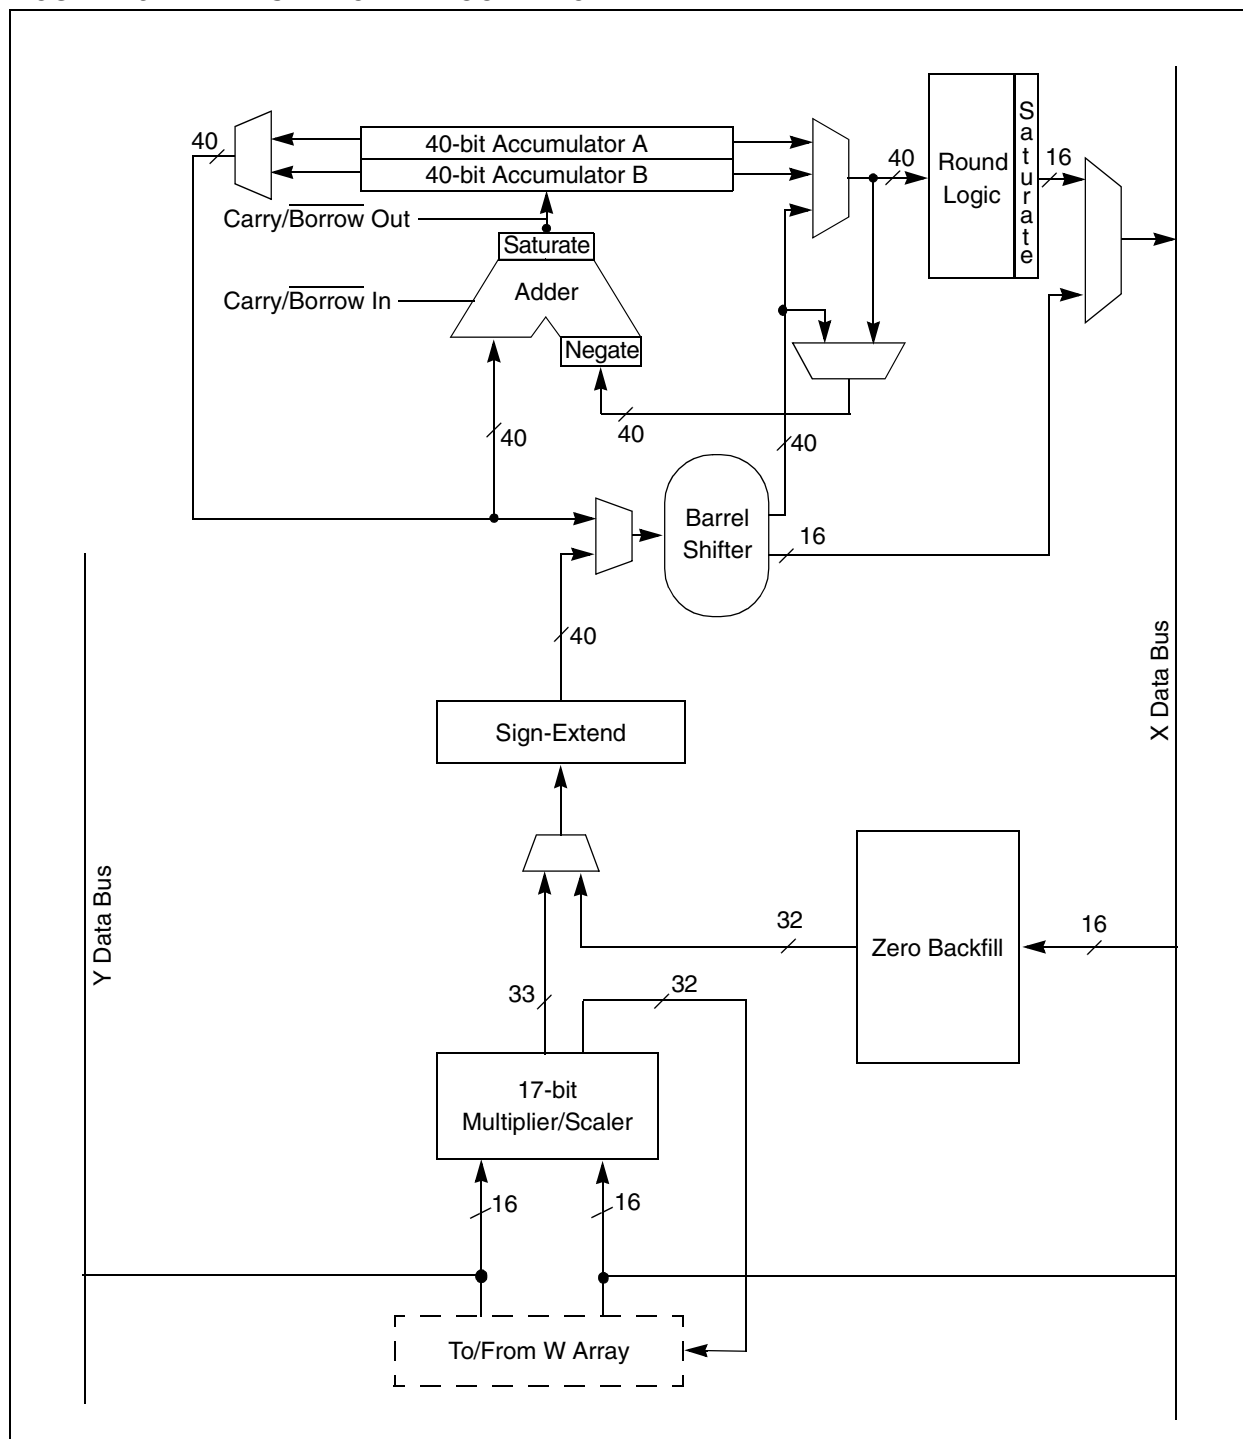 40-bit Accumulator A
40-bit Accumulator B
40
Carry/Borrow Out
Saturate
Adder
Carry/Borrow In
Negate
40
Round
Logic
Saturate
16
40
40
40
Barrel
Shifter
16
40
Sign-Extend
X Data Bus
Y Data Bus
32
Zero Backfill
16
33
32
17-bit
Multiplier/Scaler
16
16
To/From W Array